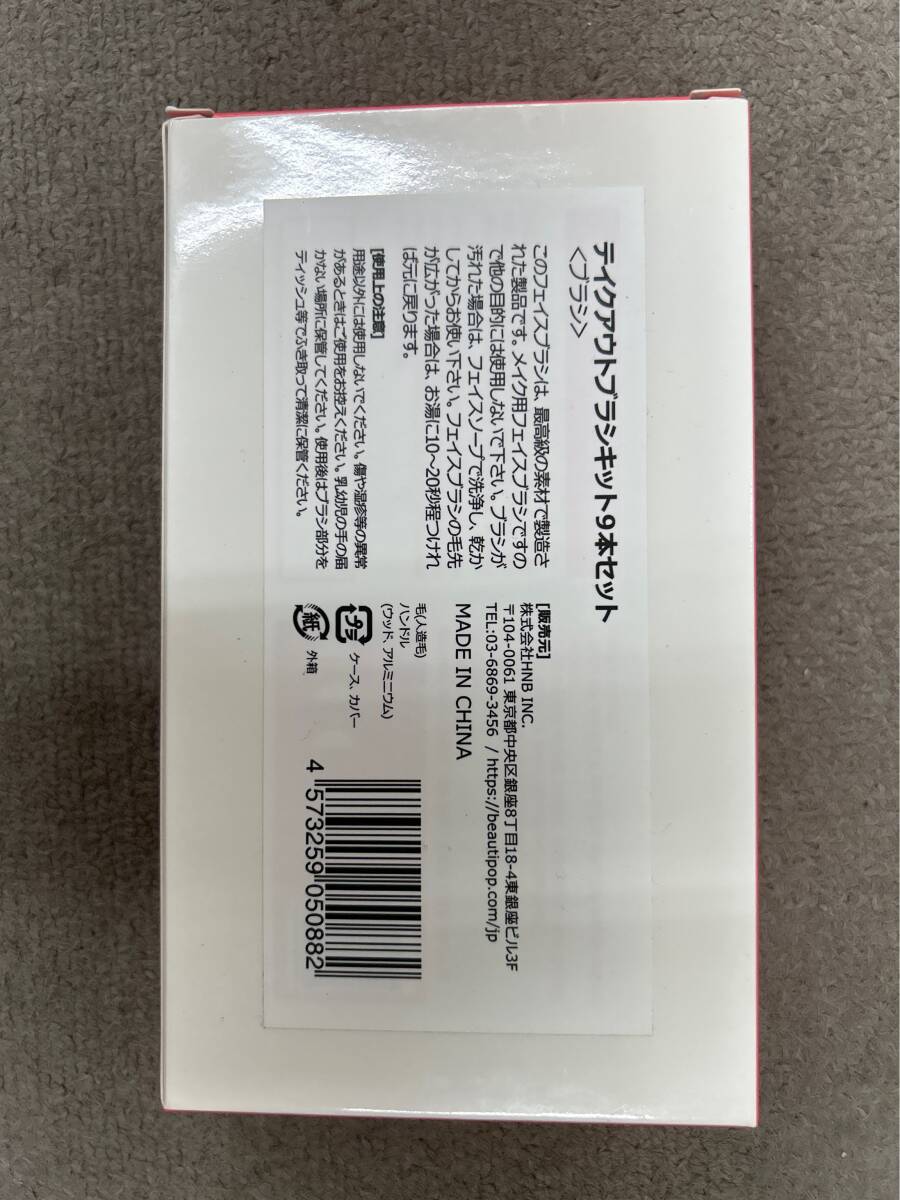 テイクアウトブラシキット9本セット
<ブラシ>
このフェイスブラシは、最高級の素材で製造さ
れた製品です。メイク用フェイスブラシですの
で他の目的には使用しないで下さい。ブラシが
汚れた場合は、フェイスソープで洗浄し、乾か
してからお使い下さい。フェイスブラシの毛先
が広がった場合は、お湯に10~20秒程つけれ
ば元に戻ります。
[使用上の注意]
用途以外には使用しないでください。傷や湿疹等の異常
があるときはご使用をお控えください。乳幼児の手の届
かない場所に保管してください。使用後はブラシ部分を
ティッシュ等でふき取って清潔に保管ください。
[販売元]
株式会社HNB INC.
〒104-0061 東京都中央区銀座8丁目18-4東銀座ビル3F
TEL:03-6869-3456 / https://beautipop.com/jp
MADE IN CHINA
毛(人造毛)
ハンドル
(ウッド、アルミニウム)
プラ ケース、カバー
紙 外箱
4 573259 050882